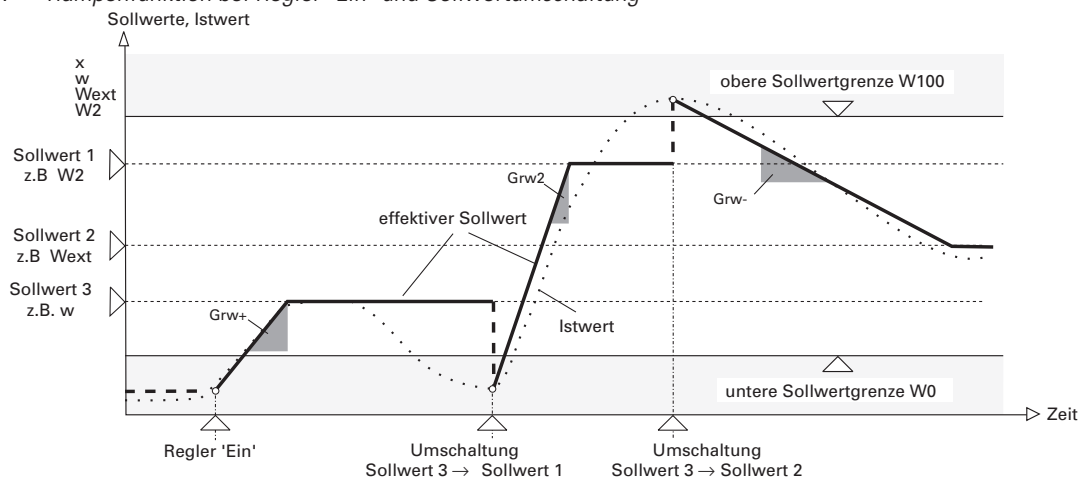 Rampenfunktion bei Regler "Ein" und Sollwertumschaltung
Sollwerte, Istwert
x
w
Wext
W2
obere Sollwertgrenze W100
Sollwert 1
z.B W2
Grw2
Grw-
effektiver Sollwert
Sollwert 2
z.B Wext
Sollwert 3
z.B. w
Grw+
Istwert
untere Sollwertgrenze W0
Zeit
Regler 'Ein'
Umschaltung
Sollwert 3 → Sollwert 1
Umschaltung
Sollwert 3 → Sollwert 2